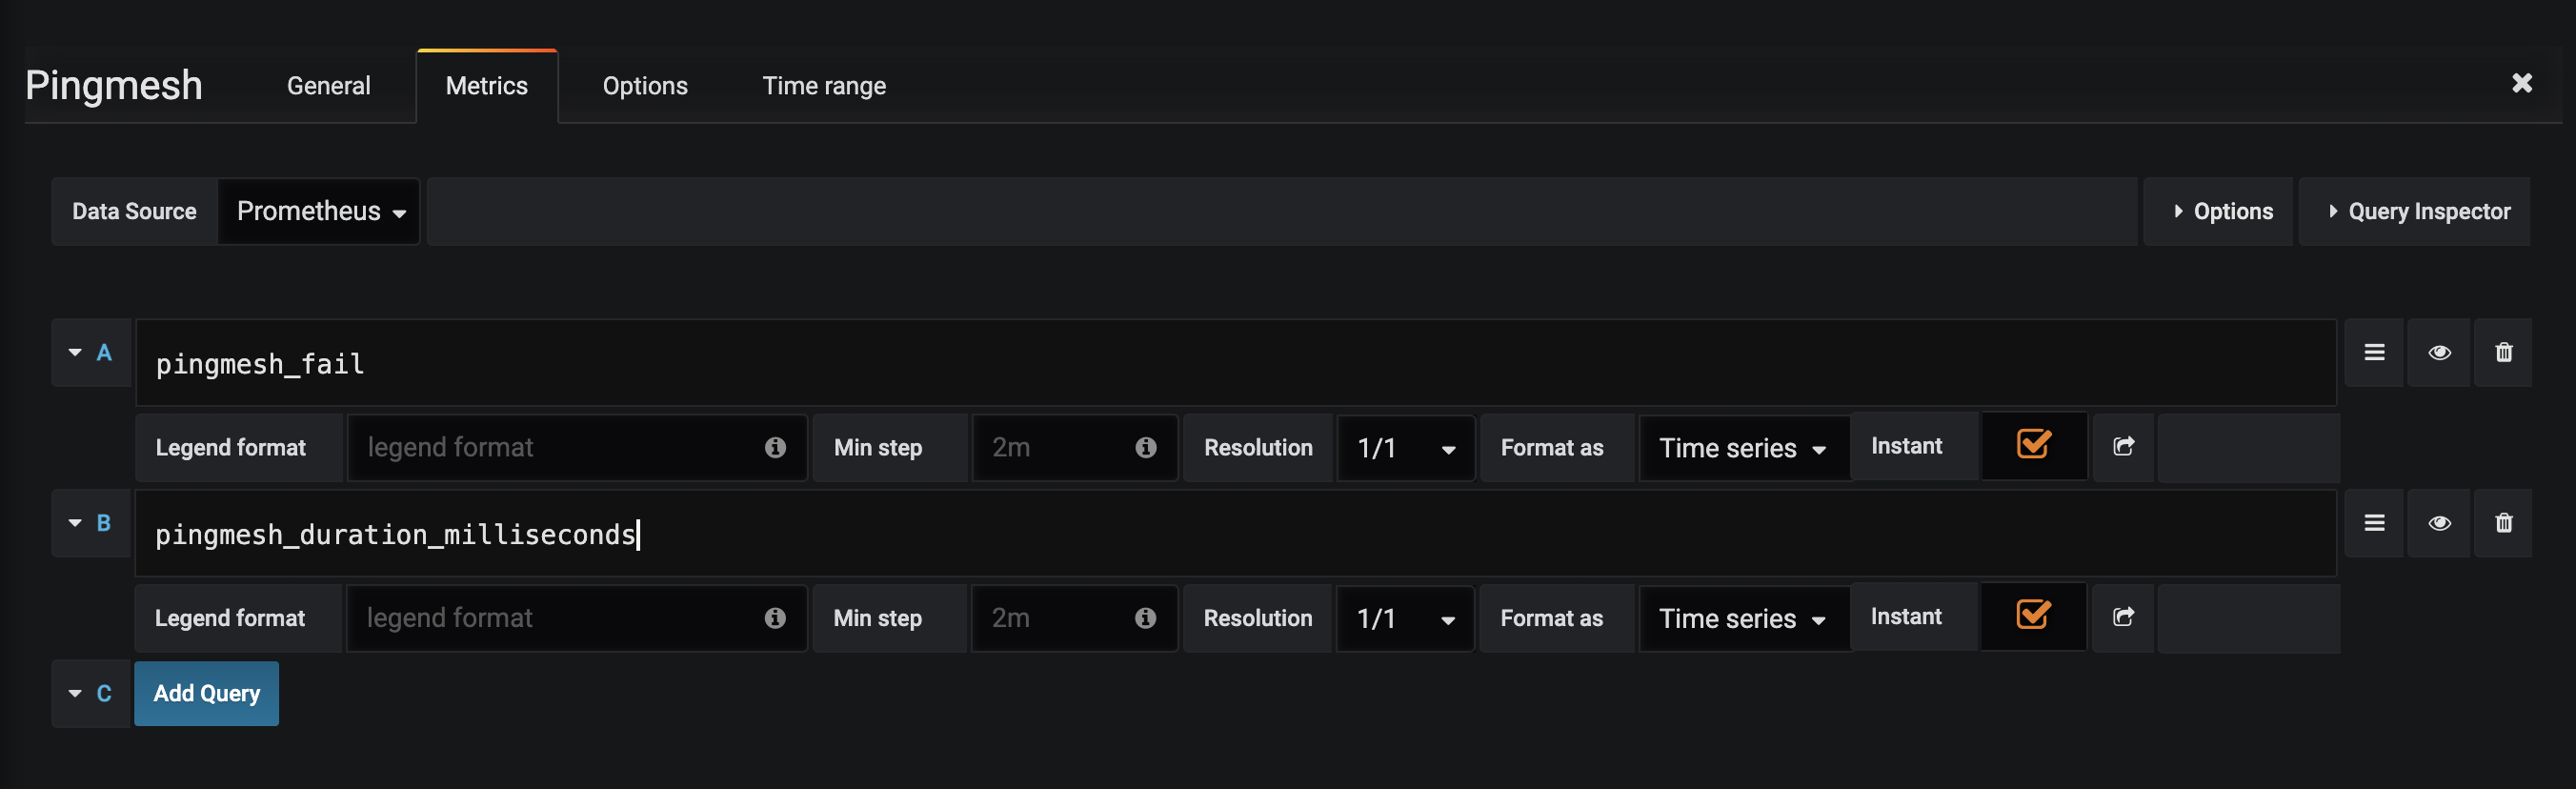 Pingmesh General Metrics Options Time range
Data Source Prometheus Options Query Inspector
A pingmesh_fail
Legend format legend format Min step 2m Resolution 1/1 Format as Time series Instant
B pingmesh_duration_milliseconds
Legend format legend format Min step 2m Resolution 1/1 Format as Time series Instant
C Add Query